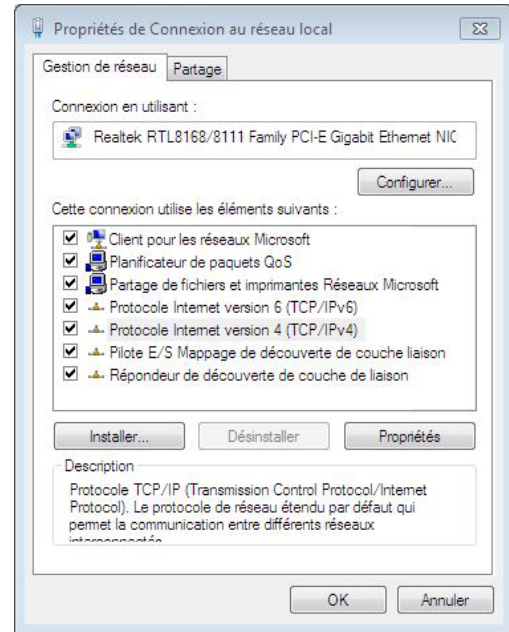 Propriétés de Connexion au réseau local
Gestion de réseau
Partage
Connexion en utilisant :
Realtek RTL8168/8111 Family PCI-E Gigabit Ethernet NIC
Configurer...
Cette connexion utilise les éléments suivants :
Client pour les réseaux Microsoft
Planificateur de paquets QoS
Partage de fichiers et imprimantes Réseaux Microsoft
Protocole Internet version 6 (TCP/IPv6)
Protocole Internet version 4 (TCP/IPv4)
Pilote E/S Mappage de découverte de couche liaison
Répondeur de découverte de couche de liaison
Installer...
Désinstaller
Propriétés
Description
Protocole TCP/IP (Transmission Control Protocol/Internet
Protocol). Le protocole de réseau étendu par défaut qui
permet la communication entre différents réseaux
interconnectés
OK
Annuler